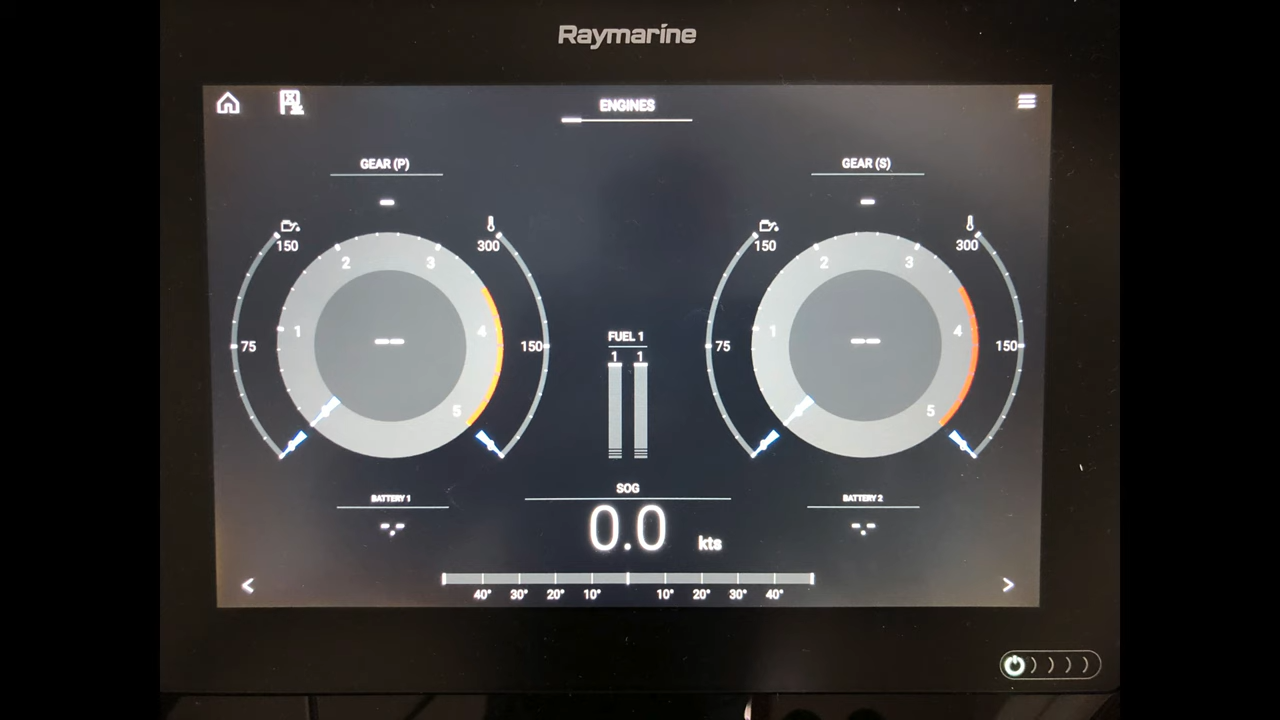 Raymarine
ENGINES
GEAR (P)
GEAR (S)
150
300
150
300
2
3
2
3
1
4
1
4
75
150
75
150
FUEL 1
1 1
5
5
SOG
BATTERY 1
BATTERY 2
--.--
0.0 kts
--.--
40° 30° 20° 10° 10° 20° 30° 40°